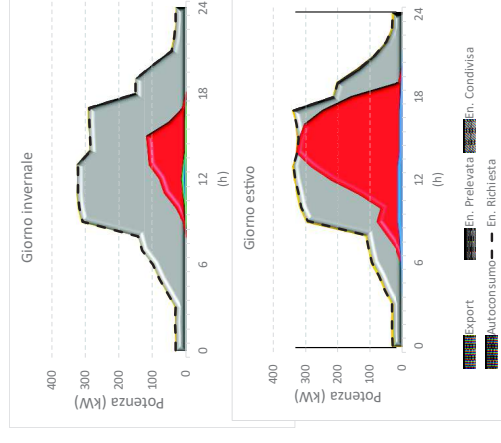 Giorno invernale
400
300
200
100
0
Potenza (kW)
0
6
12
18
24
(h)
Giorno estivo
400
300
200
100
0
Potenza (kW)
0
6
12
18
24
(h)
Export
En. Prelevata
En. Condivisa
Autoconsumo
En. Richiesta